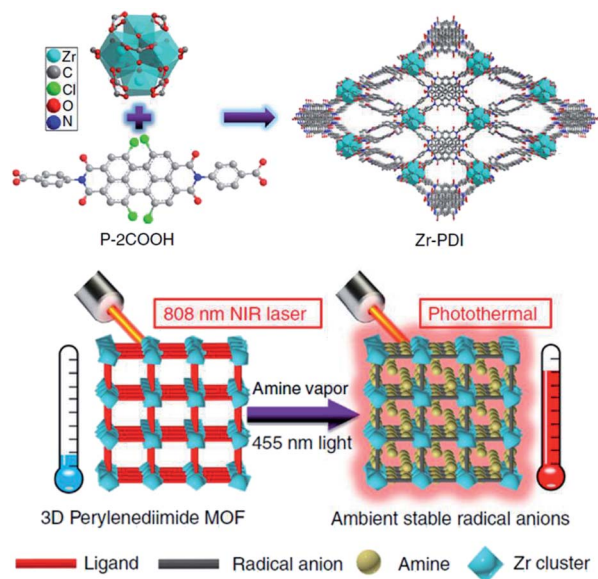 Zr
C
Cl
O
N
P-2COOH
Zr-PDI
808 nm NIR laser
Photothermal
Amine vapor
455 nm light
3D Perylenediimide MOF
Ambient stable radical anions
Ligand
Radical anion
Amine
Zr cluster